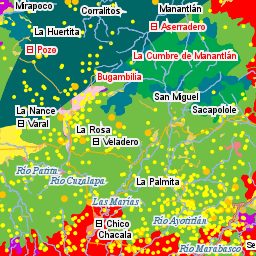 Mirapoco
Manantlán
Corralitos
El Aserradero
La Huertita
El Pozo
La Cumbre de Manantlán
Bugambilia
San Miguel
La Nance
Sacapolole
El Varal
La Rosa
El Veladero
Río Parota
Río Cuzalapa
La Palmita
Las Marías
El Chico
Chacala
Río Ayotitlán
Río Marabasco
Se